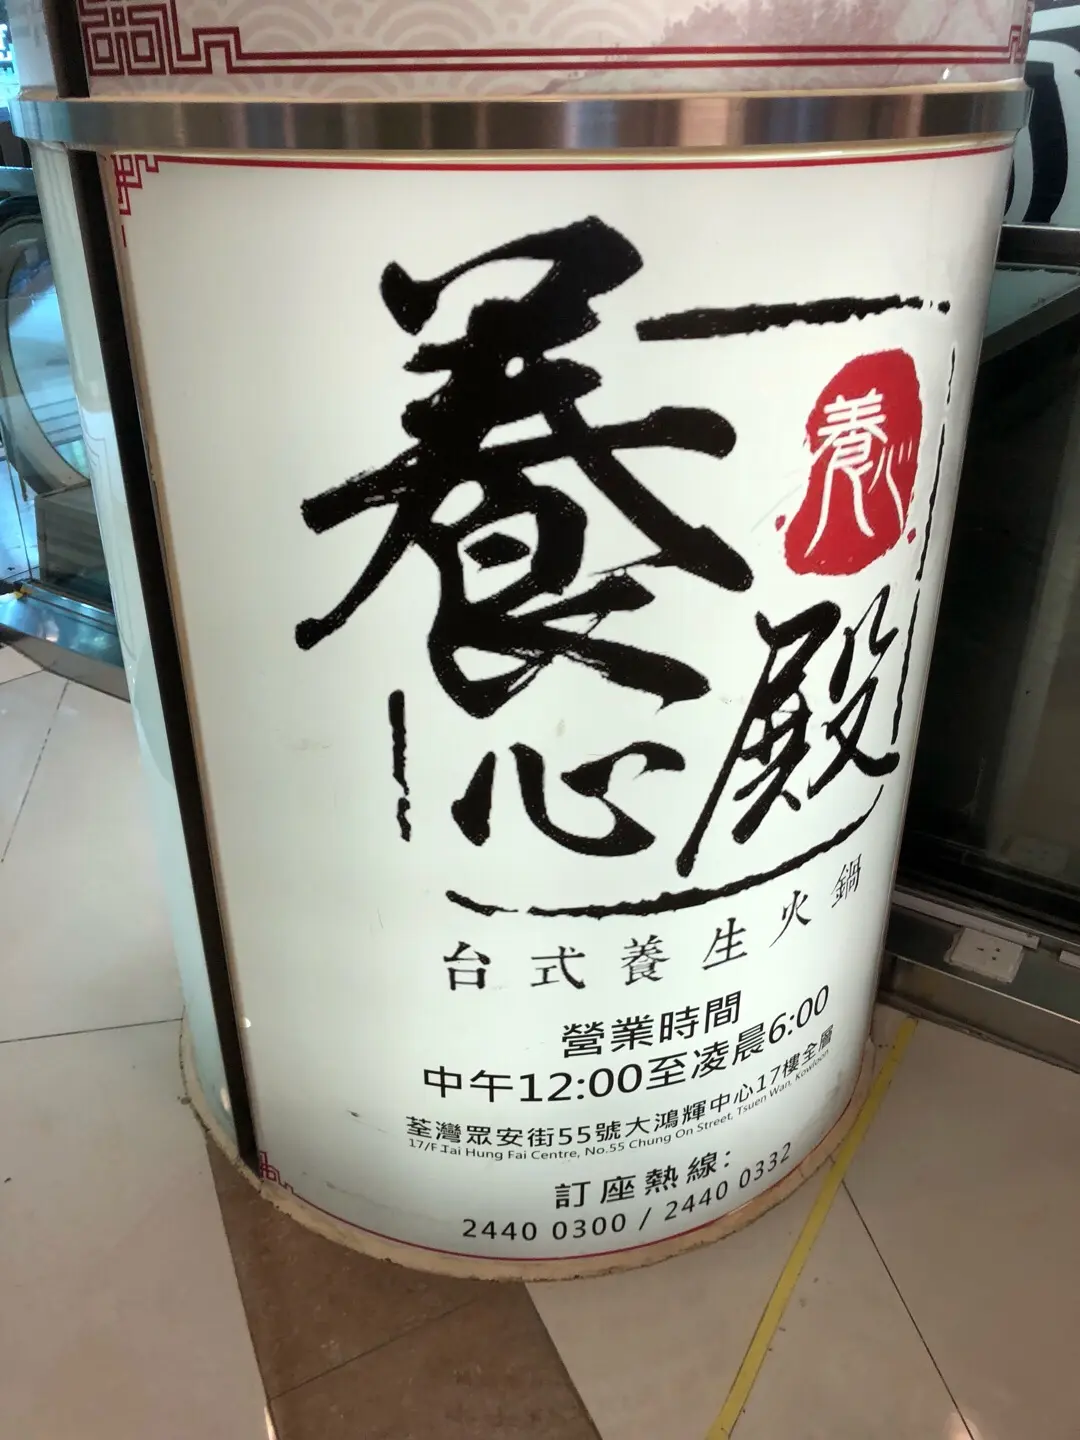 養心殿
養心
台式養生火鍋
營業時間
中午12:00至凌晨6:00
荃灣眾安街55號大鴻輝中心17樓全層
17/F Tai Hung Fai Centre, No.55 Chung On Street, Tsuen Wan, Kowloon
訂座熱線：
2440 0300 / 2440 0332